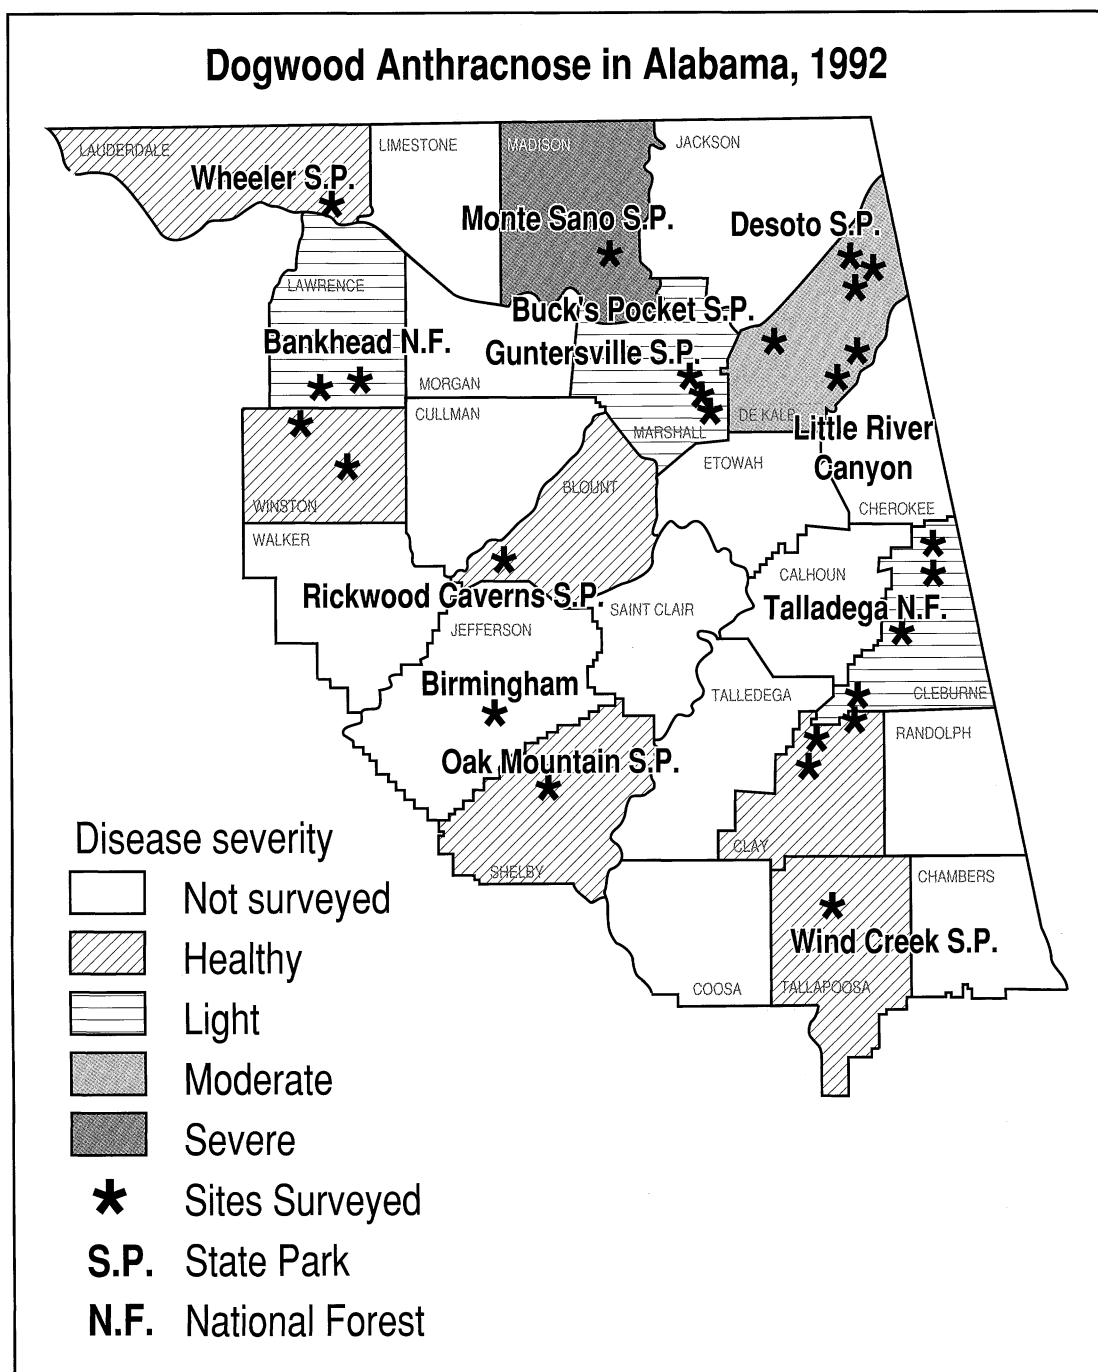 Dogwood Anthracnose in Alabama, 1992
LAUDERDALE
LIMESTONE
MADISON
JACKSON
Wheeler S.P.
Monte Sano S.P.
Desoto S.P.
LAWRENCE
Buck's Pocket S.P.
Bankhead N.F.
Guntersville S.P.
MORGAN
CULLMAN
DE KALB
MARSHALL
Little River
Canyon
ETOWAH
BLOUNT
WINSTON
CHEROKEE
WALKER
CALHOUN
Rickwood Caverns S.P.
SAINT CLAIR
Talladega N.F.
JEFFERSON
Birmingham
TALLEDEGA
CLEBURNE
RANDOLPH
Oak Mountain S.P.
CLAY
SHELBY
CHAMBERS
Wind Creek S.P.
COOSA
TALLAPOOSA
Disease severity
Not surveyed
Healthy
Light
Moderate
Severe
* Sites Surveyed
S.P. State Park
N.F. National Forest